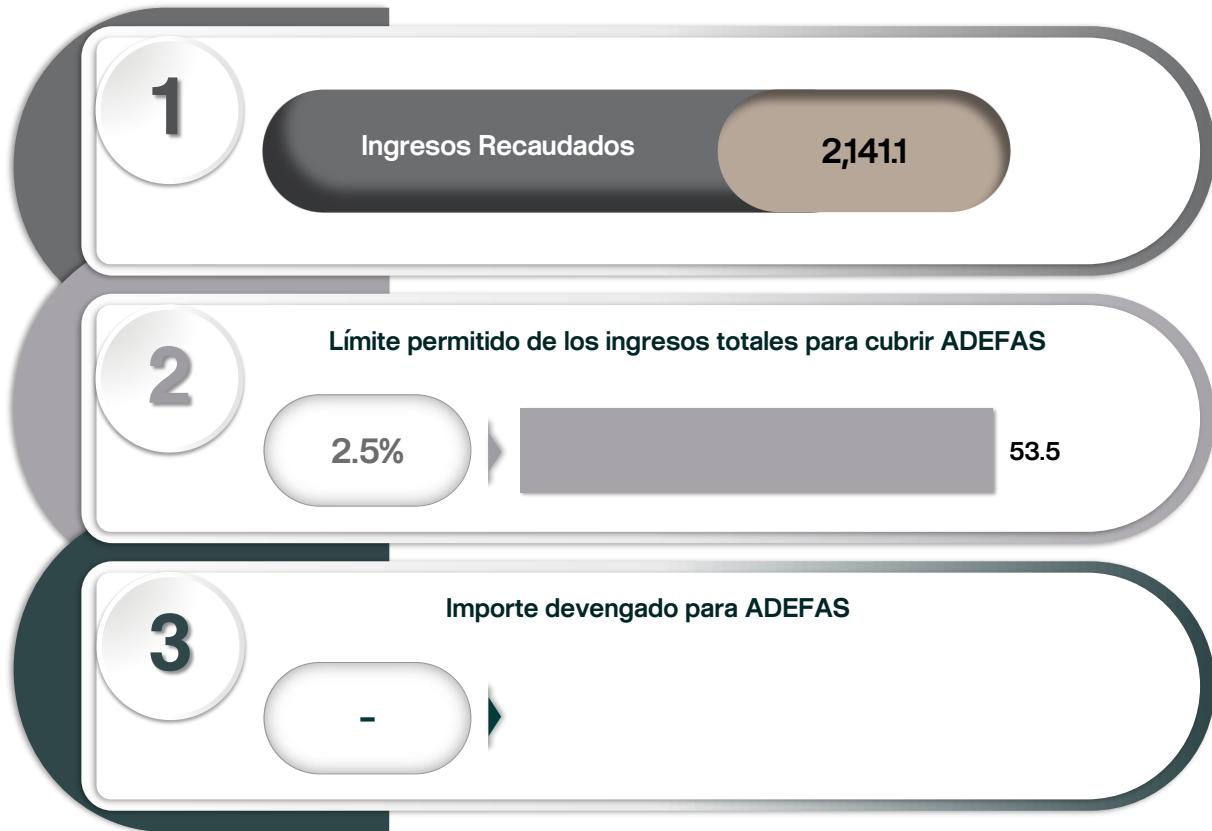 1
Ingresos Recaudados
2,141.1
2
Límite permitido de los ingresos totales para cubrir ADEFAS
2.5%
53.5
3
Importe devengado para ADEFAS
-